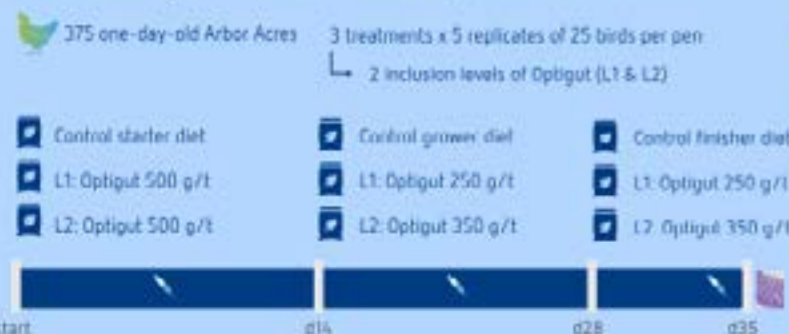 375 one-day-old Arbor Acres
3 treatments x 5 replicates of 25 birds per pen
2 inclusion levels of Optigut (L1 & L2)
Control starter diet
L1: Optigut 500 g/t
L2: Optigut 500 g/t
Control grower diet
L1: Optigut 250 g/t
L2: Optigut 350 g/t
Control finisher diet
L1: Optigut 250 g/t
L2: Optigut 350 g/t
start
d14
d28
d35